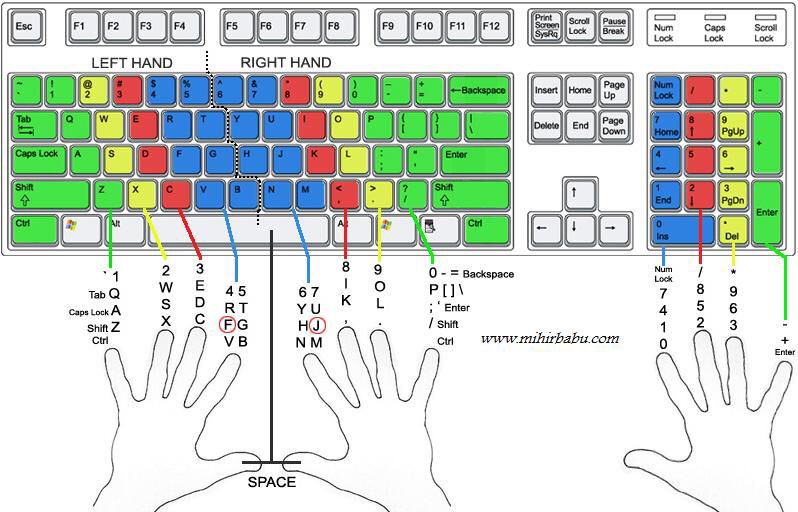 Esc F1 F2 F3 F4 F5 F6 F7 F8 F9 F10 F11 F12 Print Screen SysRq Scroll Lock Pause Break Num Lock Caps Lock Scroll Lock
LEFT HAND RIGHT HAND
~ ` ! 1 @ 2 # 3 $ 4 % 5 ^ 6 & 7 * 8 ( 9 ) 0 _ - + = ←Backspace Insert Home Page Up Num Lock / * -
Tab Q W E R T Y U I O P { [ } ] | \ Delete End Page Down 7 Home 8 ↑ 9 PgUp +
Caps Lock A S D F G H J K L : ; " , Enter 4 ← 5 6 →
Shift Z X C V B N M < , > . ? / Shift ↑ 1 End 2 ↓ 3 PgDn Enter
Ctrl Alt Alt Ctrl ← ↓ → 0 Ins * Del
` 1
Tab Q
Caps Lock A
Shift Z
Ctrl
2
W
S
X
3
E
D
C
4 5
R T
F G
V B
6 7
Y U
H J
N M
8
I
K
,
9
O
L
.
0 - = Backspace
P [ ] \
; ‘ Enter
/ Shift
Ctrl
Num Lock
7
4
1
0
/
8
5
2
*
9
6
3
-
+
Enter
www.mihirbabu.com
SPACE